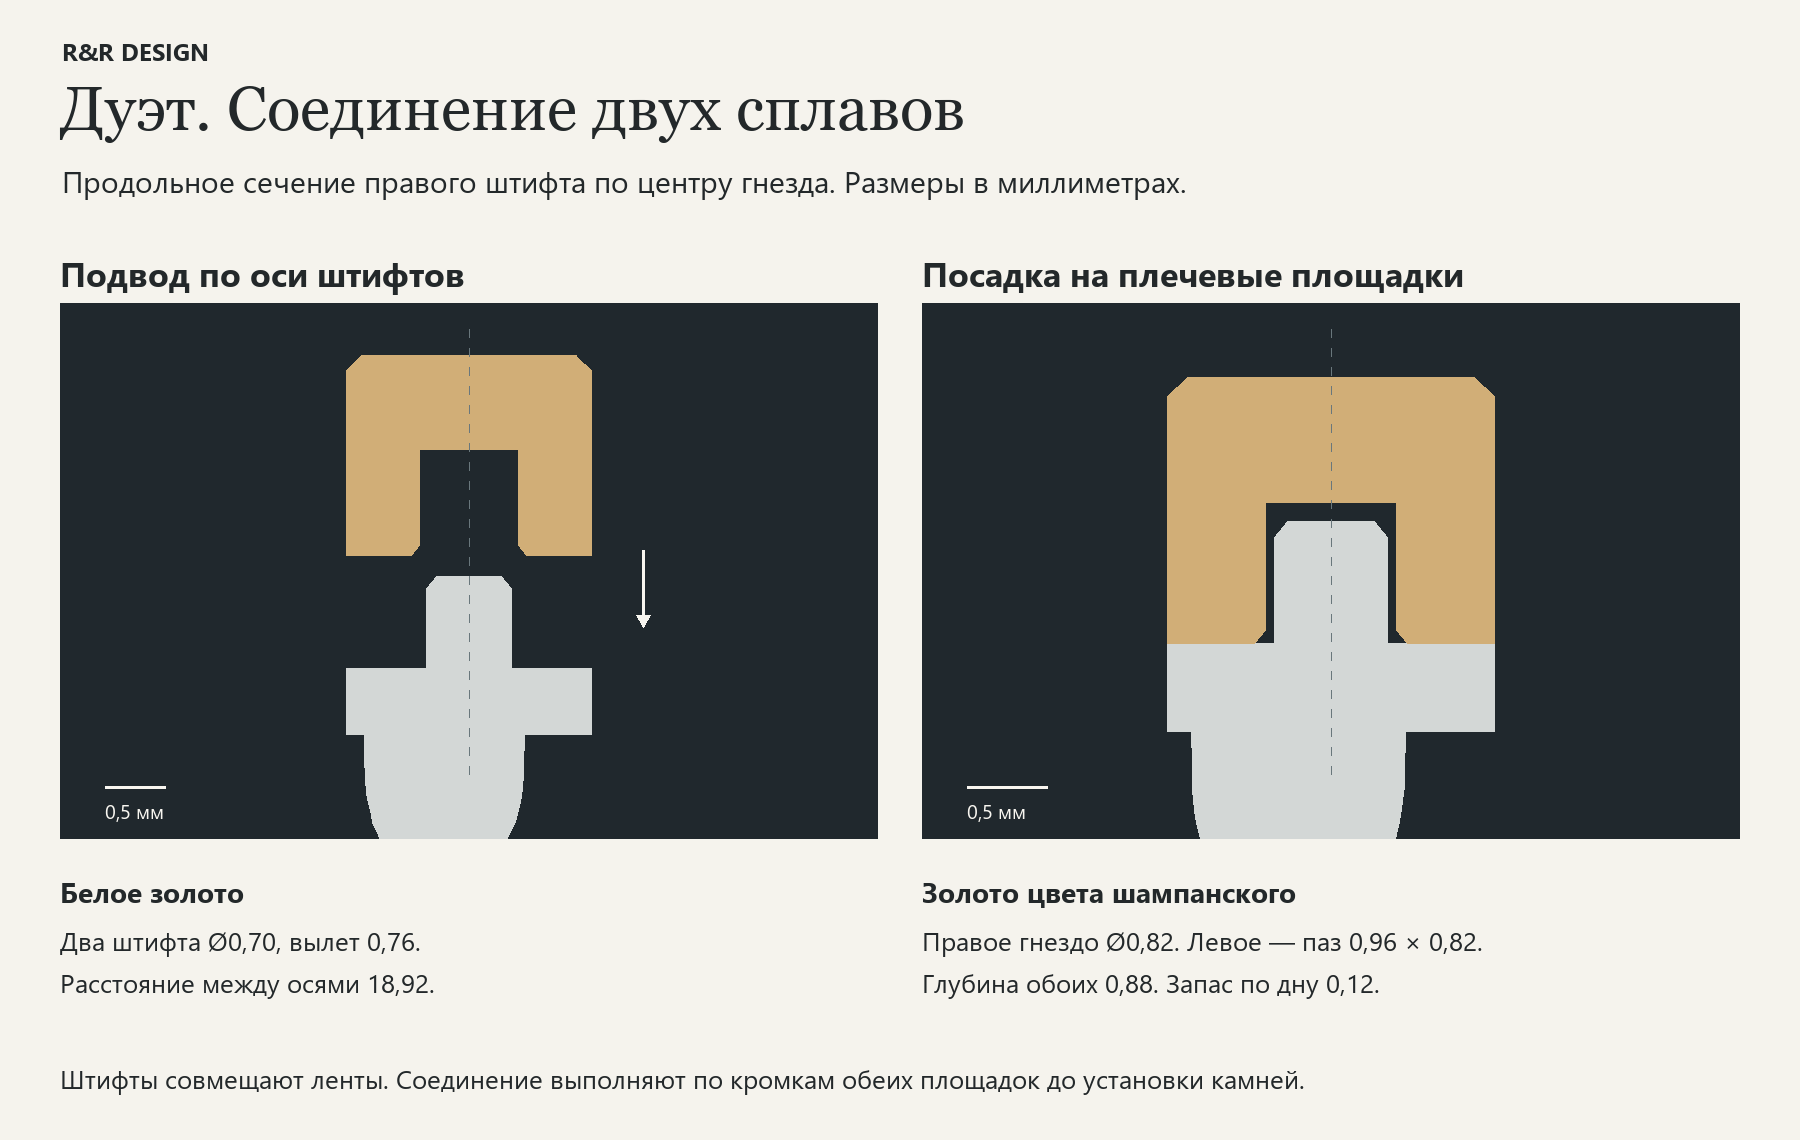 R&R DESIGN
Дуэт. Соединение двух сплавов
Продольное сечение правого штифта по центру гнезда. Размеры в миллиметрах.
Подвод по оси штифтов
Посадка на плечевые площадки
0,5 мм
0,5 мм
Белое золото
Два штифта Ø0,70, вылет 0,76.
Расстояние между осями 18,92.
Золото цвета шампанского
Правое гнездо Ø0,82. Левое — паз 0,96 × 0,82.
Глубина обоих 0,88. Запас по дну 0,12.
Штифты совмещают ленты. Соединение выполняют по кромкам обеих площадок до установки камней.